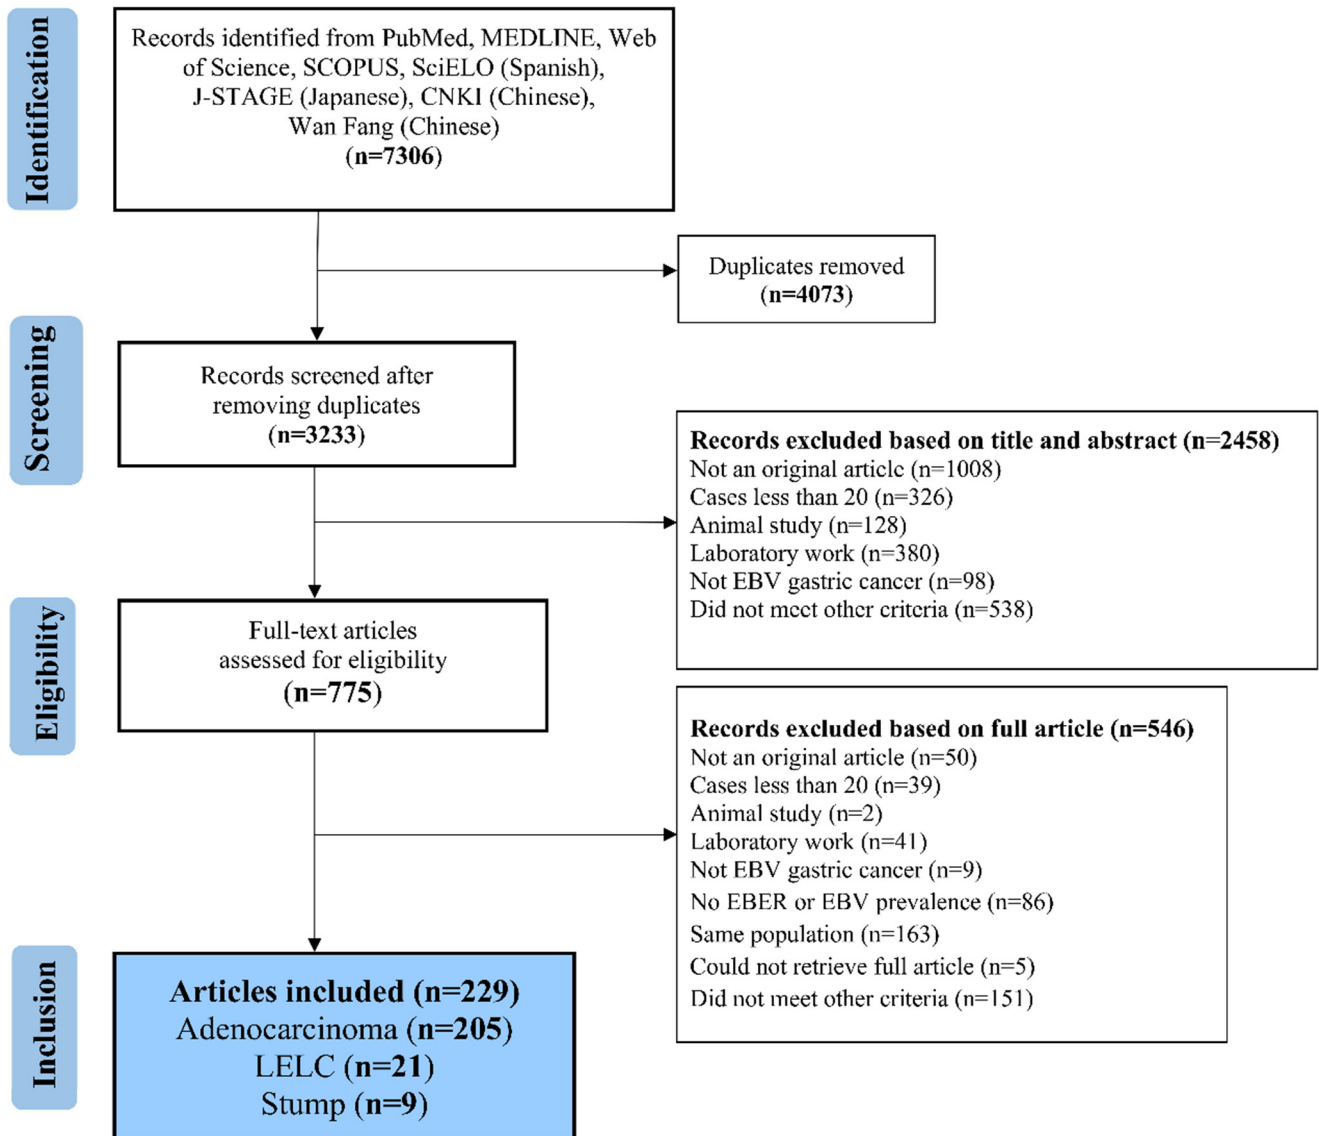 Identification
Records identified from PubMed, MEDLINE, Web
of Science, SCOPUS, SciELO (Spanish),
J-STAGE (Japanese), CNKI (Chinese),
Wan Fang (Chinese)
(n=7306)
Duplicates removed
(n=4073)
Screening
Records screened after
removing duplicates
(n=3233)
Records excluded based on title and abstract (n=2458)
Not an original article (n=1008)
Cases less than 20 (n=326)
Animal study (n=128)
Laboratory work (n=380)
Not EBV gastric cancer (n=98)
Did not meet other criteria (n=538)
Eligibility
Full-text articles
assessed for eligibility
(n=775)
Records excluded based on full article (n=546)
Not an original article (n=50)
Cases less than 20 (n=39)
Animal study (n=2)
Laboratory work (n=41)
Not EBV gastric cancer (n=9)
No EBER or EBV prevalence (n=86)
Same population (n=163)
Could not retrieve full article (n=5)
Did not meet other criteria (n=151)
Inclusion
Articles included (n=229)
Adenocarcinoma (n=205)
LELC (n=21)
Stump (n=9)